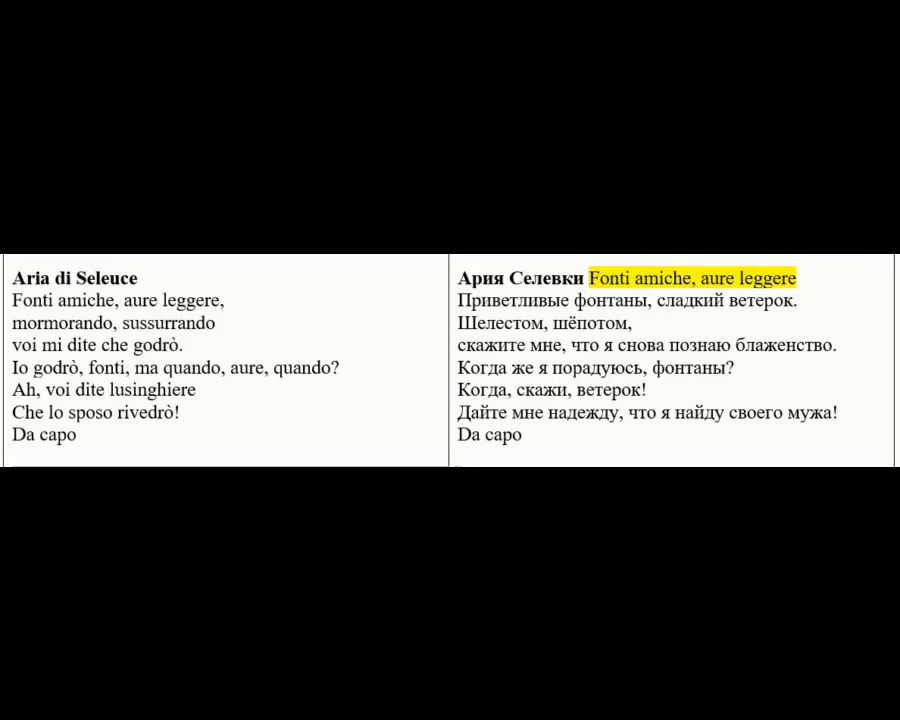 Aria di Seleuce
Fonti amiche, aure leggere,
mormorando, sussurrando
voi mi dite che godrò.
Io godrò, fonti, ma quando, aure, quando?
Ah, voi dite lusinghiere
Che lo sposo rivedrò!
Da capo
Ария Селевки Fonti amiche, aure leggere
Приветливые фонтаны, сладкий ветерок.
Шелестом, шёпотом,
скажите мне, что я снова познаю блаженство.
Когда же я порадуюсь, фонтаны?
Когда, скажи, ветерок!
Дайте мне надежду, что я найду своего мужа!
Da capo